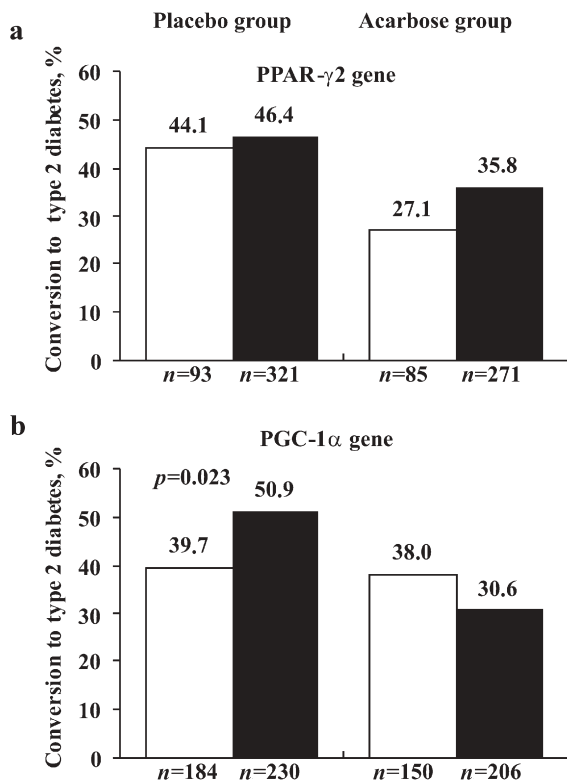 Placebo group Acarbose group
a
PPAR-γ2 gene
Conversion to type 2 diabetes, %
60
50
40
30
20
10
0
44.1
46.4
27.1
35.8
n=93 n=321 n=85 n=271
b
PGC-1α gene
Conversion to type 2 diabetes, %
60
50
40
30
20
10
0
p=0.023
39.7
50.9
38.0
30.6
n=184 n=230 n=150 n=206